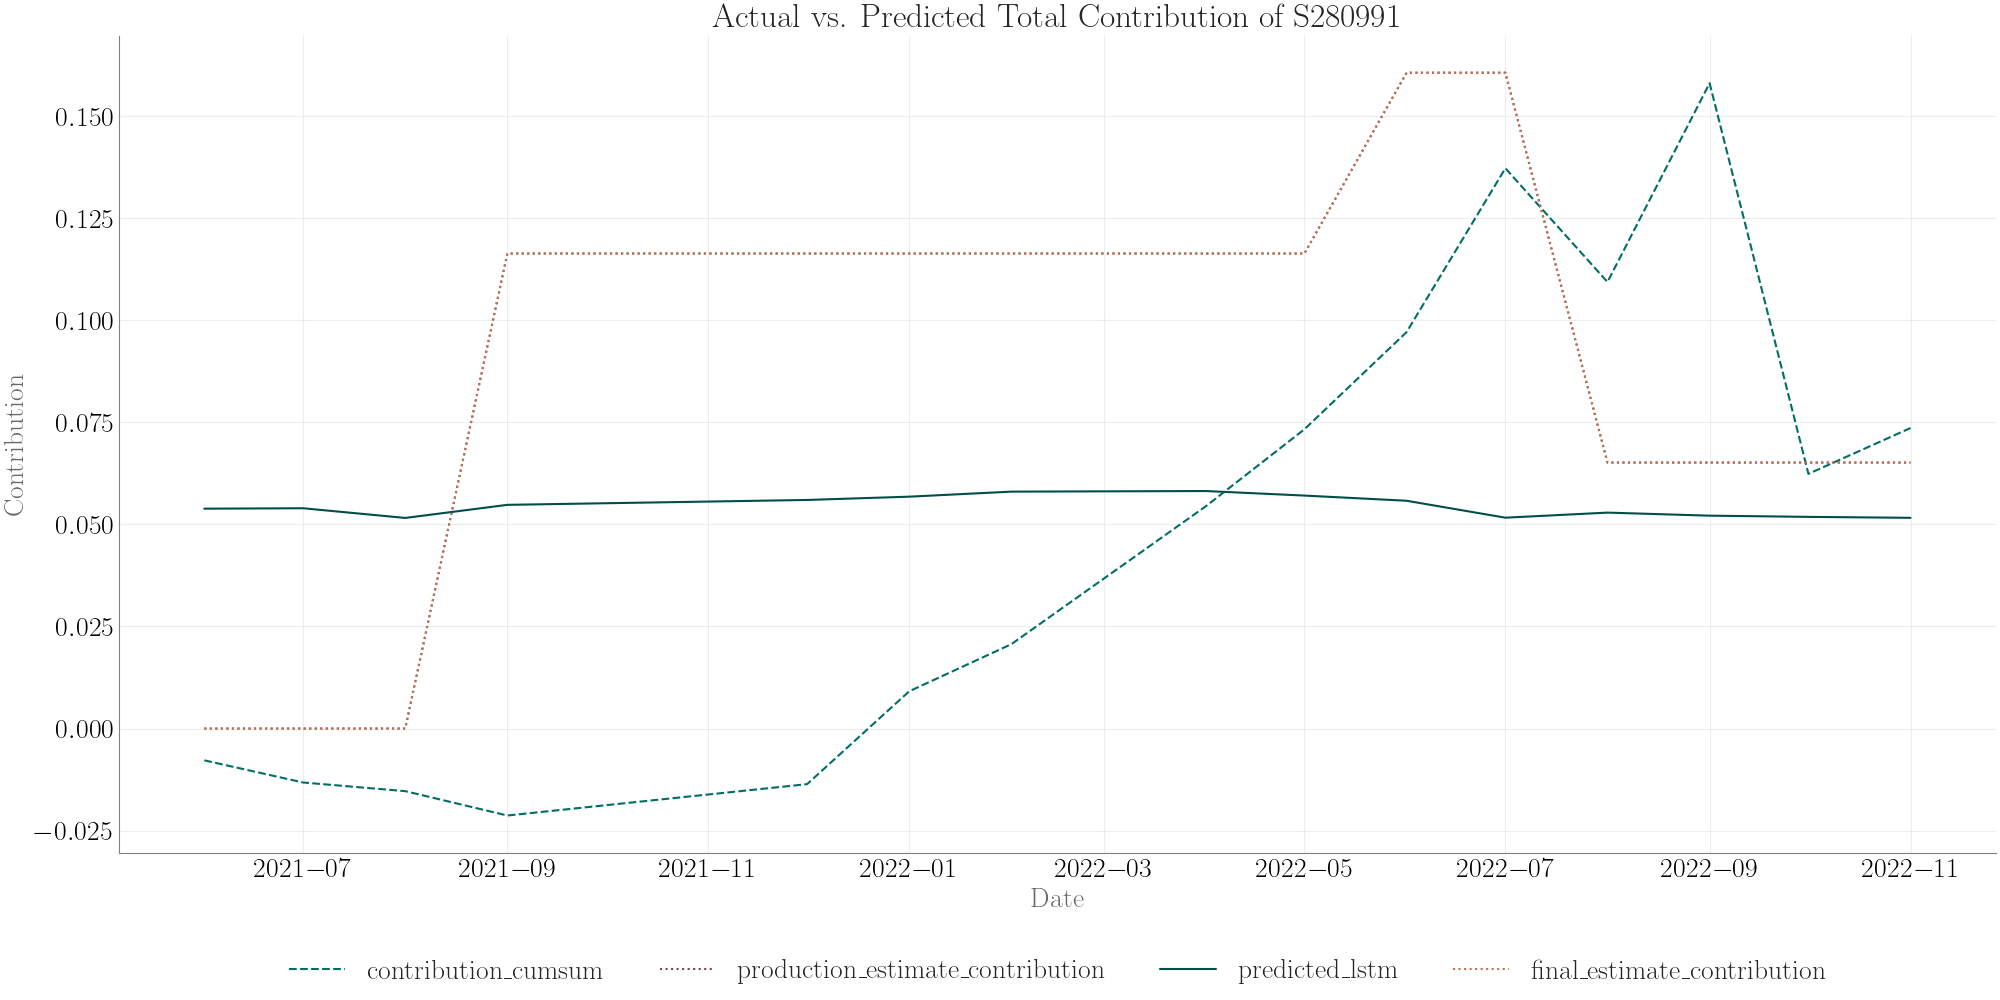 Actual vs. Predicted Total Contribution of S280991
Contribution
0.150
0.125
0.100
0.075
0.050
0.025
0.000
−0.025
2021−07 2021−09 2021−11 2022−01 2022−03 2022−05 2022−07 2022−09 2022−11
Date
contribution_cumsum production_estimate_contribution predicted_lstm final_estimate_contribution